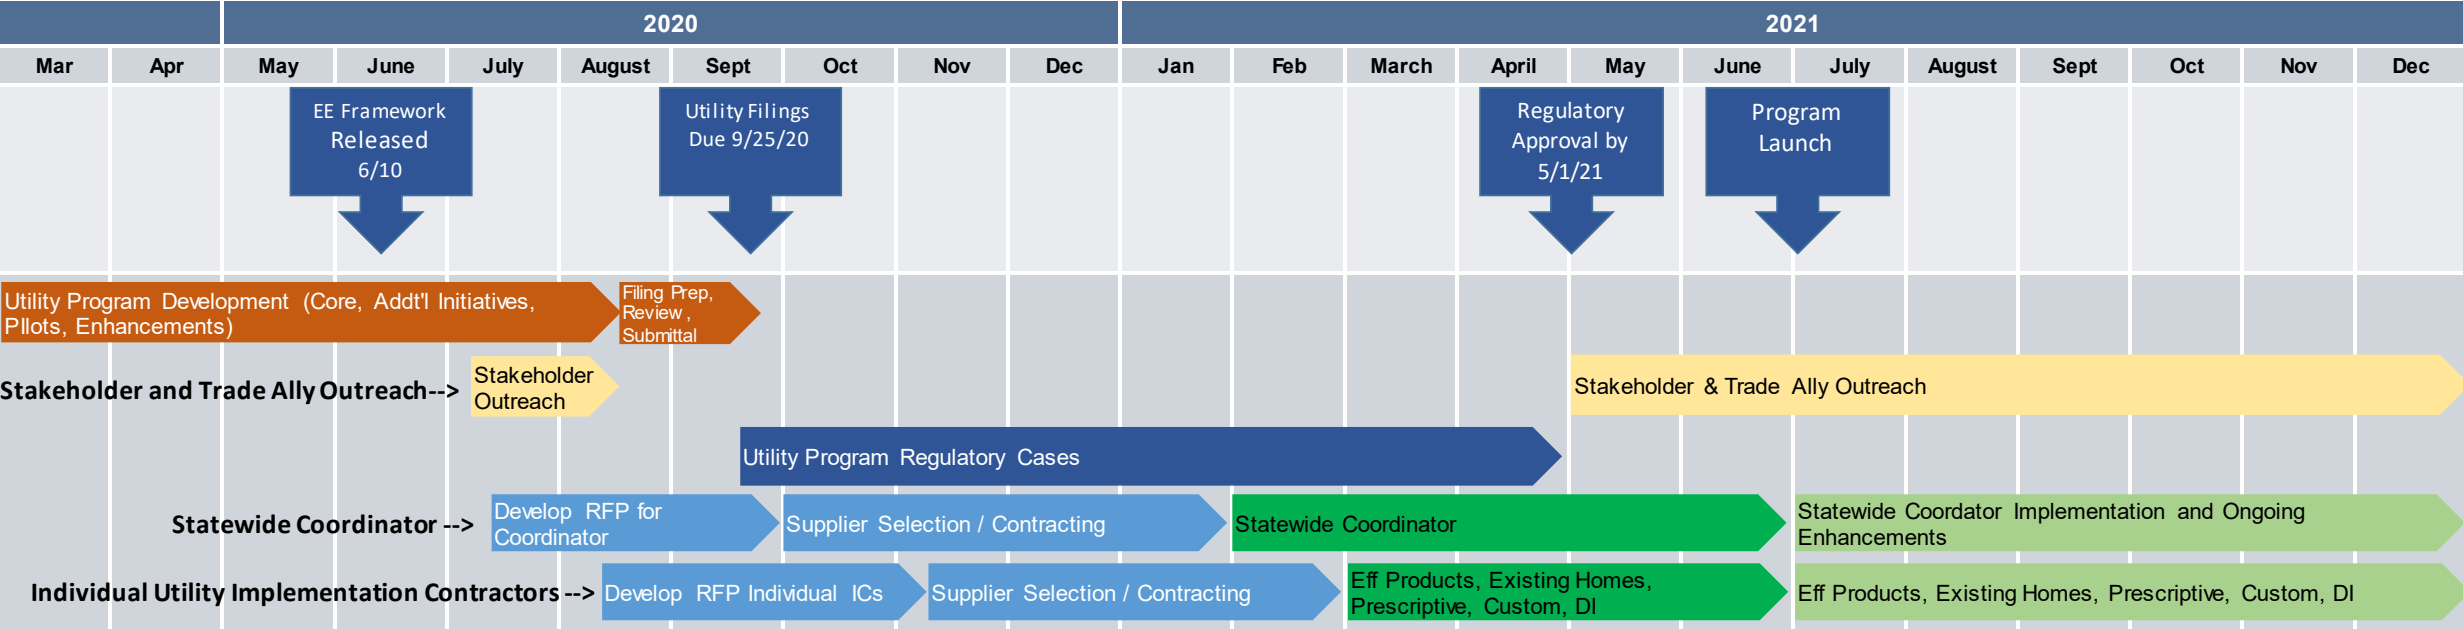 2020
2021
Mar Apr May June July August Sept Oct Nov Dec Jan Feb March April May June July August Sept Oct Nov Dec
EE Framework
Released
6/10
Utility Filings
Due 9/25/20
Regulatory
Approval by
5/1/21
Program
Launch
Utility Program Development (Core, Addt'l Initiatives,
PIlots, Enhancements)
Filing Prep,
Review ,
Submittal
Stakeholder and Trade Ally Outreach-->
Stakeholder
Outreach
Stakeholder & Trade Ally Outreach
Utility Program Regulatory Cases
Statewide Coordinator -->
Develop RFP for
Coordinator
Supplier Selection / Contracting
Statewide Coordinator
Statewide Coordator Implementation and Ongoing
Enhancements
Individual Utility Implementation Contractors -->
Develop RFP Individual ICs
Supplier Selection / Contracting
Eff Products, Existing Homes,
Prescriptive, Custom, DI
Eff Products, Existing Homes, Prescriptive, Custom, DI